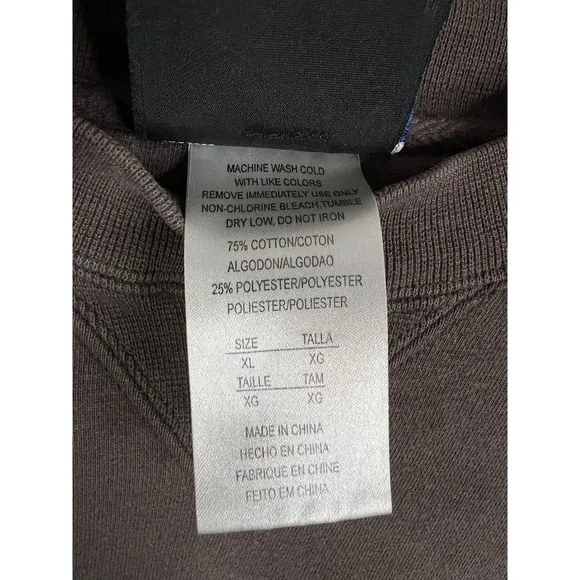 MACHINE WASH COLD
WITH LIKE COLORS
REMOVE IMMEDIATELY USE ONLY
NON-CHLORINE BLEACH,TUMBLE
DRY LOW, DO NOT IRON
75% COTTON/COTON
ALGODÓN/ALGODAO
25% POLYESTER/POLYESTER
POLIESTER/POLIESTER
SIZE TALLA
XL XG
TAILLE TAM
XG XG
MADE IN CHINA
HECHO EN CHINA
FABRIQUE EN CHINE
FEITO EM CHINA